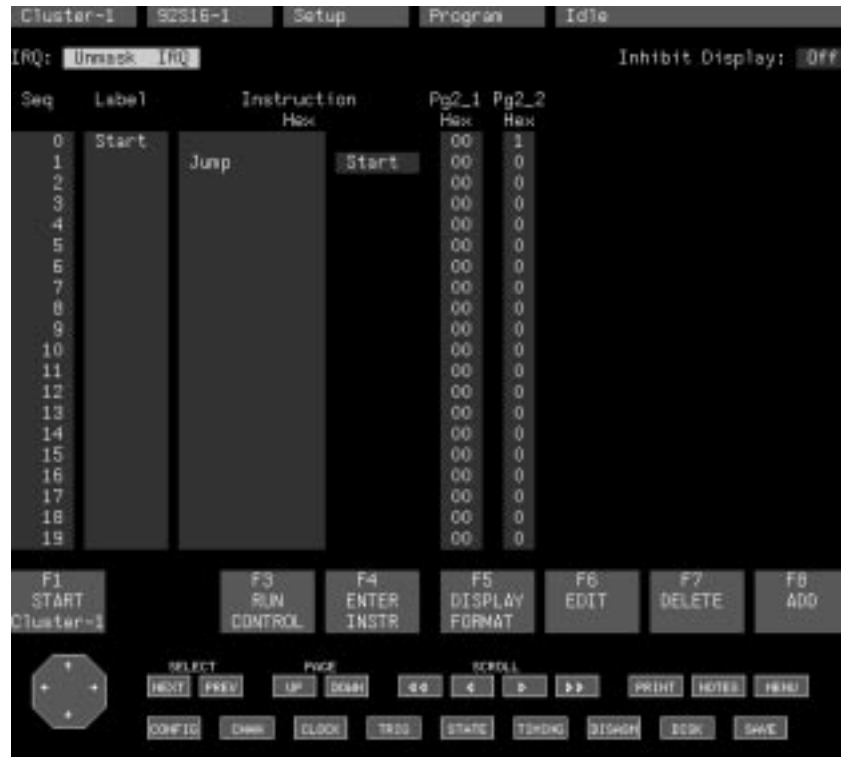 Cluster-1 92S16-1 Setup Program Idle
IRQ: Unmask IRQ Inhibit Display: Off
Seq Label Instruction Pg2_1 Pg2_2
Hex Hex Hex
0 Start 00 1
1 Jump Start 00 0
2 00 0
3 00 0
4 00 0
5 00 0
6 00 0
7 00 0
8 00 0
9 00 0
10 00 0
11 00 0
12 00 0
13 00 0
14 00 0
15 00 0
16 00 0
17 00 0
18 00 0
19 00 0
F1 F3 F4 F5 F6 F7 F8
START RUN ENTER DISPLAY EDIT DELETE ADD
Cluster-1 CONTROL INSTR FORMAT
SELECT PAGE SCROLL
NEXT PREV UP DOWN PRINT NOTES MENU
CONFIG CHAN CLOCK TRIG STATE TIMING DISASM DISK SAVE